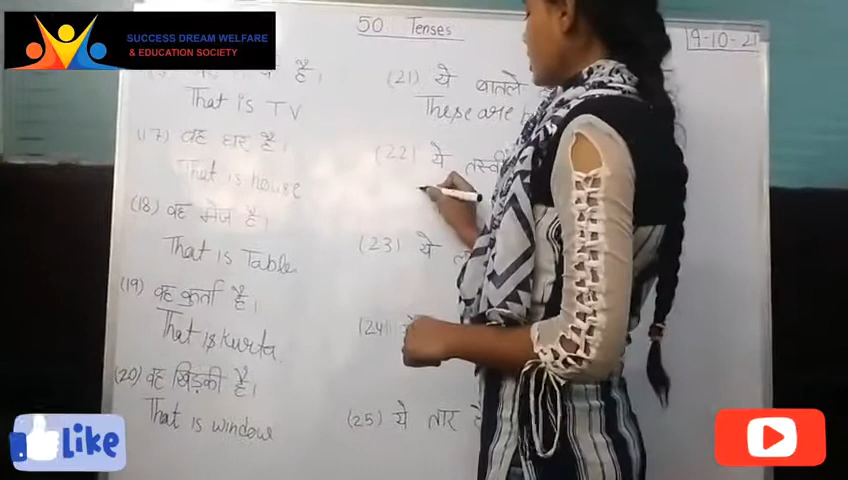 SUCCESS DREAM WELFARE
& EDUCATION SOCIETY
50 Tenses
9-10-21
है।
That is TV
(17) वह घर है।
That is house
(18) वह मेज है।
That is Table
(19) वह कुर्ता है।
That is kurta.
(20) वह खिड़की है।
That is window
(21) ये बातले
These are
(22) ये
(23) ये
(24)
(25) ये तार
Like